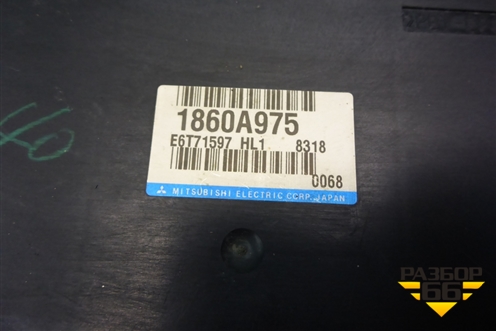 1860A975
E6T71597 HL1 8318
0068
MITSUBISHI ELECTRIC CORP. JAPAN
РАЗБОР
66